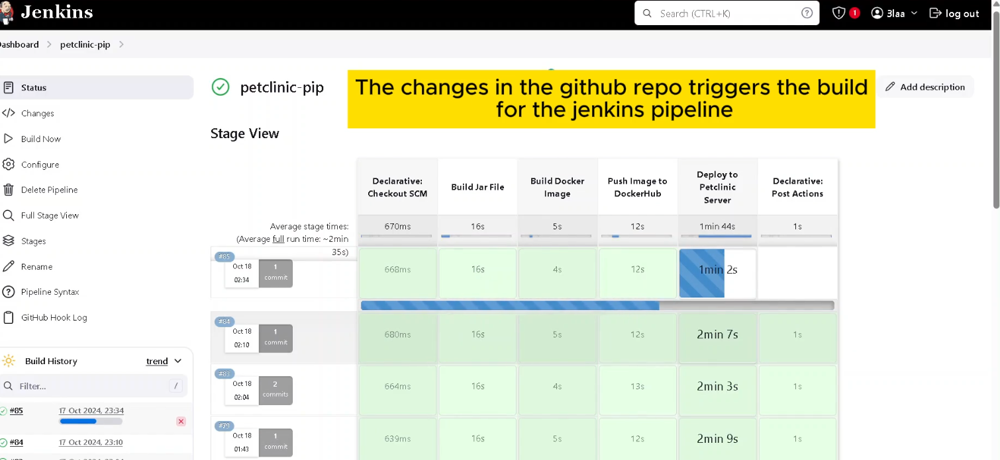 Jenkins
Search (CTRL+K)
1
3laa
log out
Dashboard
petclinic-pip
Status
Changes
Build Now
Configure
Delete Pipeline
Full Stage View
Stages
Rename
Pipeline Syntax
GitHub Hook Log
Build History
trend
Filter...
/
#85
17 Oct 2024, 23:34
#84
17 Oct 2024, 23:10
petclinic-pip
The changes in the github repo triggers the build
for the jenkins pipeline
Add description
Stage View
Declarative:
Checkout SCM
Build Jar File
Build Docker
Image
Push Image to
DockerHub
Deploy to
Petclinic
Server
Declarative:
Post Actions
Average stage times:
(Average full run time: ~2min
35s)
670ms
16s
5s
12s
1min 44s
1s
#85
Oct 18
02:34
1
commit
668ms
16s
4s
12s
1min 2s
#84
Oct 18
02:10
1
commit
680ms
16s
5s
12s
2min 7s
1s
#83
Oct 18
02:04
2
commits
664ms
16s
4s
13s
2min 3s
1s
#79
Oct 18
01:43
1
commit
639ms
16s
5s
12s
2min 9s
1s